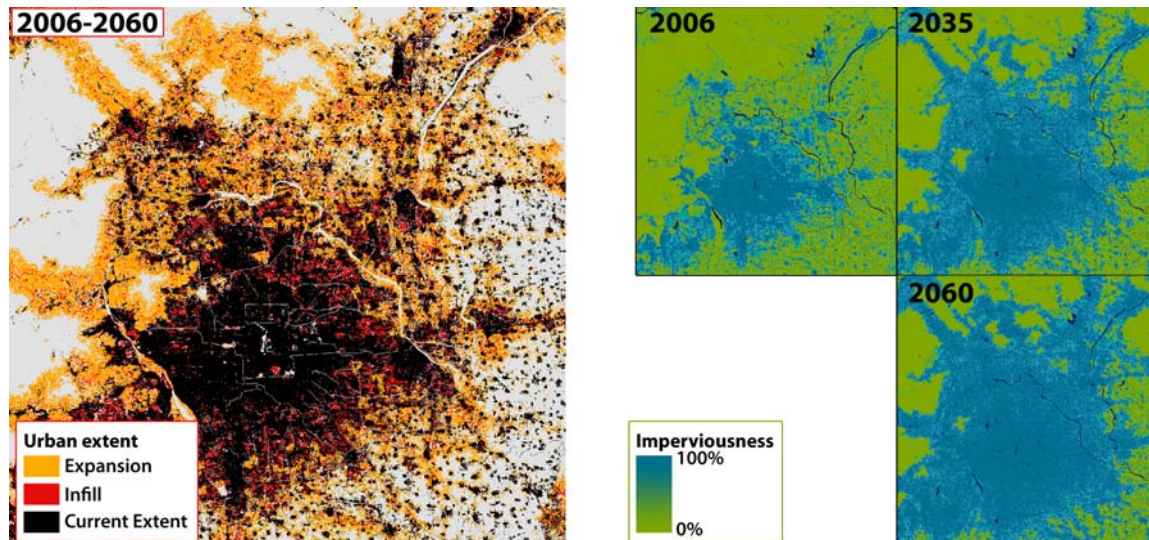 2006-2060
Urban extent
Expansion
Infill
Current Extent
2006
2035
2060
Imperviousness
100%
0%